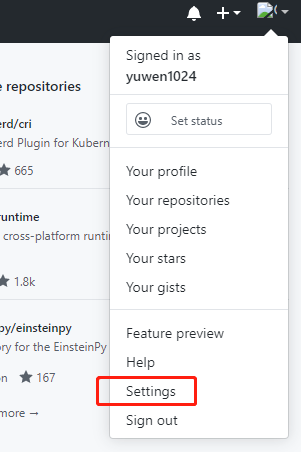 Signed in as
yuwen1024
Set status
Your profile
Your repositories
Your projects
Your stars
Your gists
Feature preview
Help
Settings
Sign out
e repositories
erd/cri
erd Plugin for Kubern
665
runtime
cross-platform runti
1.8k
py/einsteinpy
ory for the EinsteinPy
on 167
more →